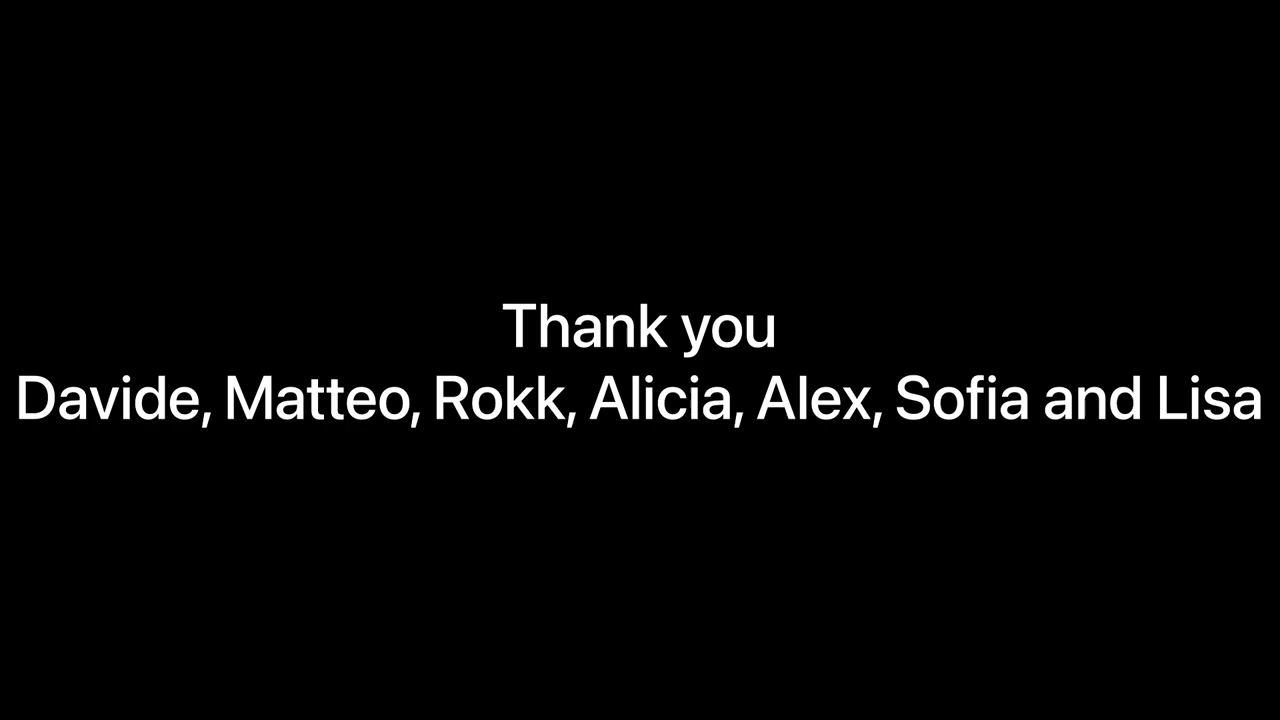 Thank you
Davide, Matteo, Rokk, Alicia, Alex, Sofia and Lisa